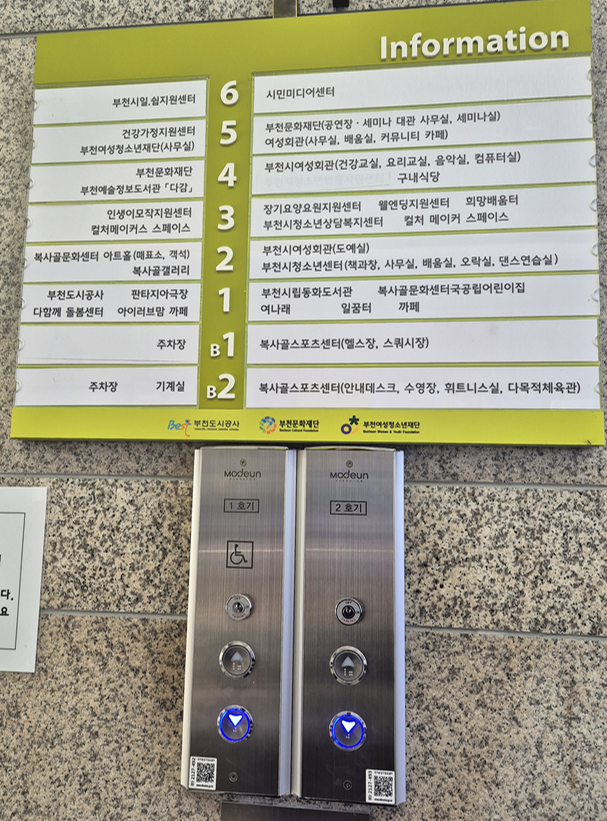 Information
부천시일.쉼지원센터
6
시민미디어센터
건강가정지원센터
부천여성청소년재단(사무실)
5
부천문화재단(공연장·세미나 대관 사무실, 세미나실)
여성회관(사무실, 배움실, 커뮤니티 카페)
부천문화재단
부천예술정보도서관「다감」
4
부천시여성회관(건강교실, 요리교실, 음악실, 컴퓨터실)
구내식당
인생이모작지원센터
컬처메이커스 스페이스
3
장기요양요원지원센터 웰엔딩지원센터 희망배움터
부천시청소년상담복지센터 컬처 메이커 스페이스
복사골문화센터 아트홀(매표소, 객석)
복사골갤러리
2
부천시여성회관(도예실)
부천시청소년센터(책과장, 사무실, 배움실, 오락실, 댄스연습실)
부천도시공사 판타지아극장
다함께 돌봄센터 아이러브맘 까페
1
부천시립동화도서관 복사골문화센터국공립어린이집
여나래 일꿈터 까페
주차장
B1
복사골스포츠센터(헬스장, 스쿼시장)
주차장 기계실
B2
복사골스포츠센터(안내데스크, 수영장, 휘트니스실, 다목적체육관)
Best 부천도시공사
부천문화재단
Bucheon Cultural Foundation
부천여성청소년재단
Bucheon Women & Youth Foundation
MODEUN
1 호기
MODEUN
2 호기
다.
요
2127-492
2127-493